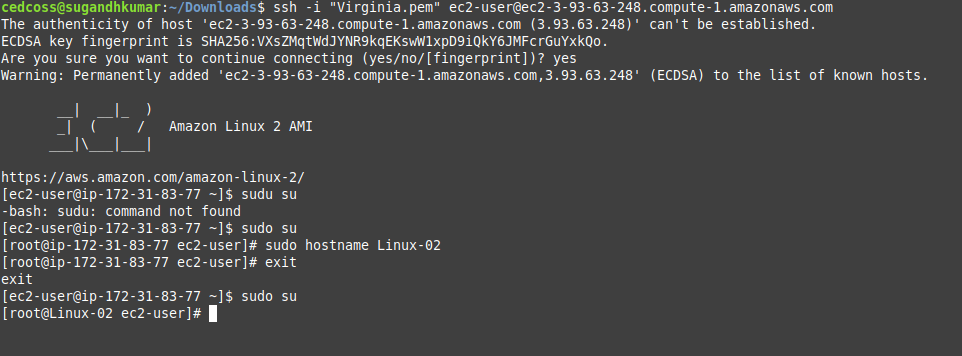 cedcoss@sugandhkumar:~/Downloads$ ssh -i "Virginia.pem" ec2-user@ec2-3-93-63-248.compute-1.amazonaws.com
The authenticity of host 'ec2-3-93-63-248.compute-1.amazonaws.com (3.93.63.248)' can't be established.
ECDSA key fingerprint is SHA256:VXsZMqtWdJYNR9kqEKswW1xpD9iQkY6JMFcrGuYxkQo.
Are you sure you want to continue connecting (yes/no/[fingerprint])? yes
Warning: Permanently added 'ec2-3-93-63-248.compute-1.amazonaws.com,3.93.63.248' (ECDSA) to the list of known hosts.
       __|  __|_  )
       _|  (     /   Amazon Linux 2 AMI
      ___|\___|___|
https://aws.amazon.com/amazon-linux-2/
[ec2-user@ip-172-31-83-77 ~]$ sudu su
-bash: sudu: command not found
[ec2-user@ip-172-31-83-77 ~]$ sudo su
[root@ip-172-31-83-77 ec2-user]# sudo hostname Linux-02
[root@ip-172-31-83-77 ec2-user]# exit
exit
[ec2-user@ip-172-31-83-77 ~]$ sudo su
[root@Linux-02 ec2-user]#